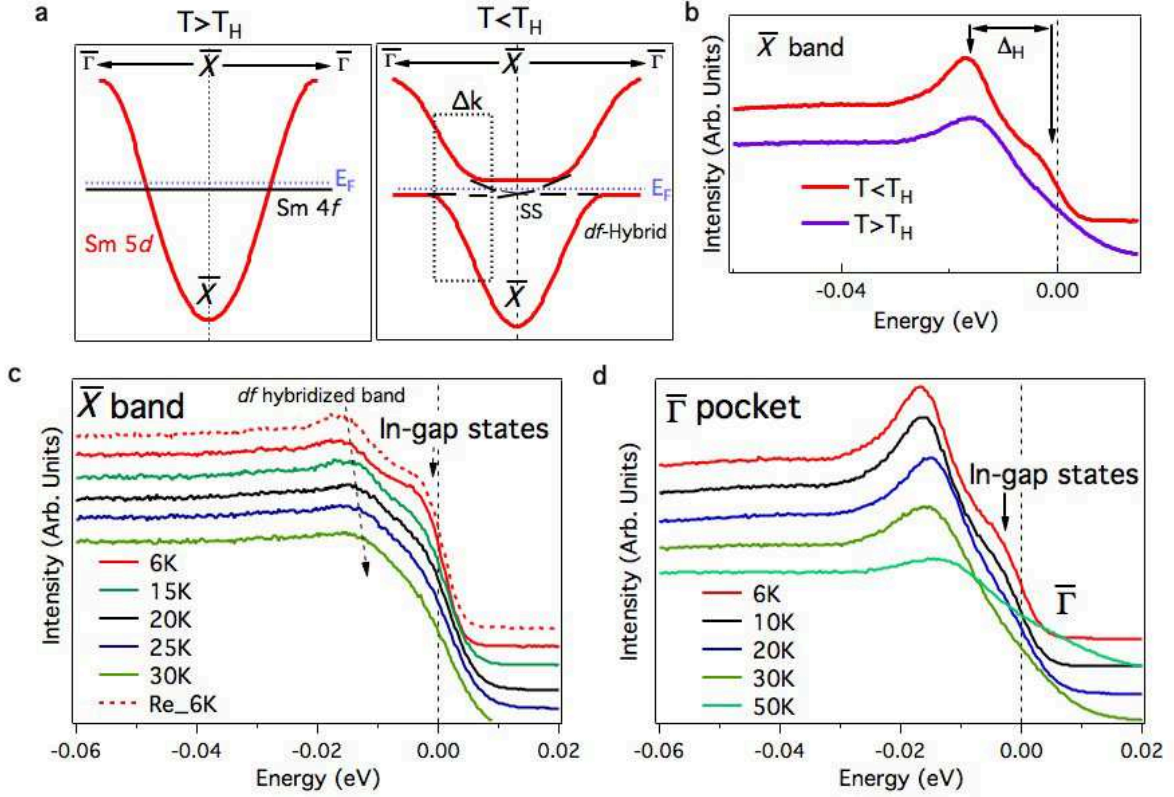 a
T>T_H
Γ̅ X̅ Γ̅
E_F
Sm 4f
Sm 5d
X̅
T<T_H
Γ̅ X̅ Γ̅
Δk
E_F
SS
df-Hybrid
X̅
b
X̅ band
Δ_H
Intensity (Arb. Units)
T<T_H
T>T_H
-0.04 0.00
Energy (eV)
c
X̅ band
df hybridized band
In-gap states
Intensity (Arb. Units)
6K
15K
20K
25K
30K
Re_6K
-0.06 -0.04 -0.02 0.00 0.02
Energy (eV)
d
Γ̅ pocket
In-gap states
Γ̅
Intensity (Arb. Units)
6K
10K
20K
30K
50K
-0.06 -0.04 -0.02 0.00 0.02
Energy (eV)